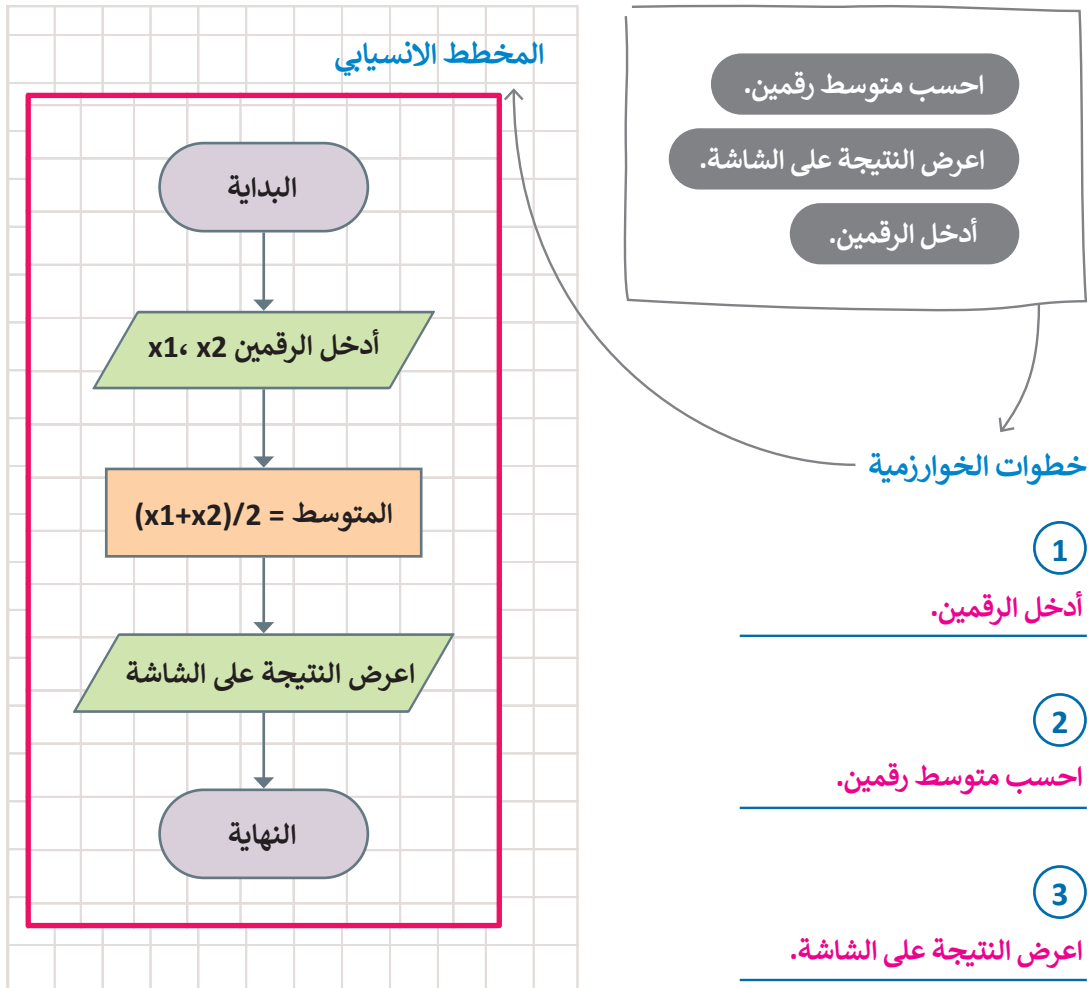 احسب متوسط رقمين.
اعرض النتيجة على الشاشة.
أدخل الرقمين.
خطوات الخوارزمية
1
أدخل الرقمين.
2
احسب متوسط رقمين.
3
اعرض النتيجة على الشاشة.
المخطط الانسيابي
البداية
أدخل الرقمين x1، x2
المتوسط = (x1+x2)/2
اعرض النتيجة على الشاشة
النهاية